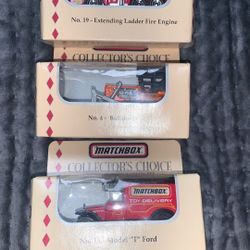 No. 19 - Extending Ladder Fire Engine
COLLECTOR'S CHOICE
No. 4 -
MATCHBOX
COLLECTOR'S CHOICE
MATCHBOX
TOY DELIVERY
Model "T" Ford